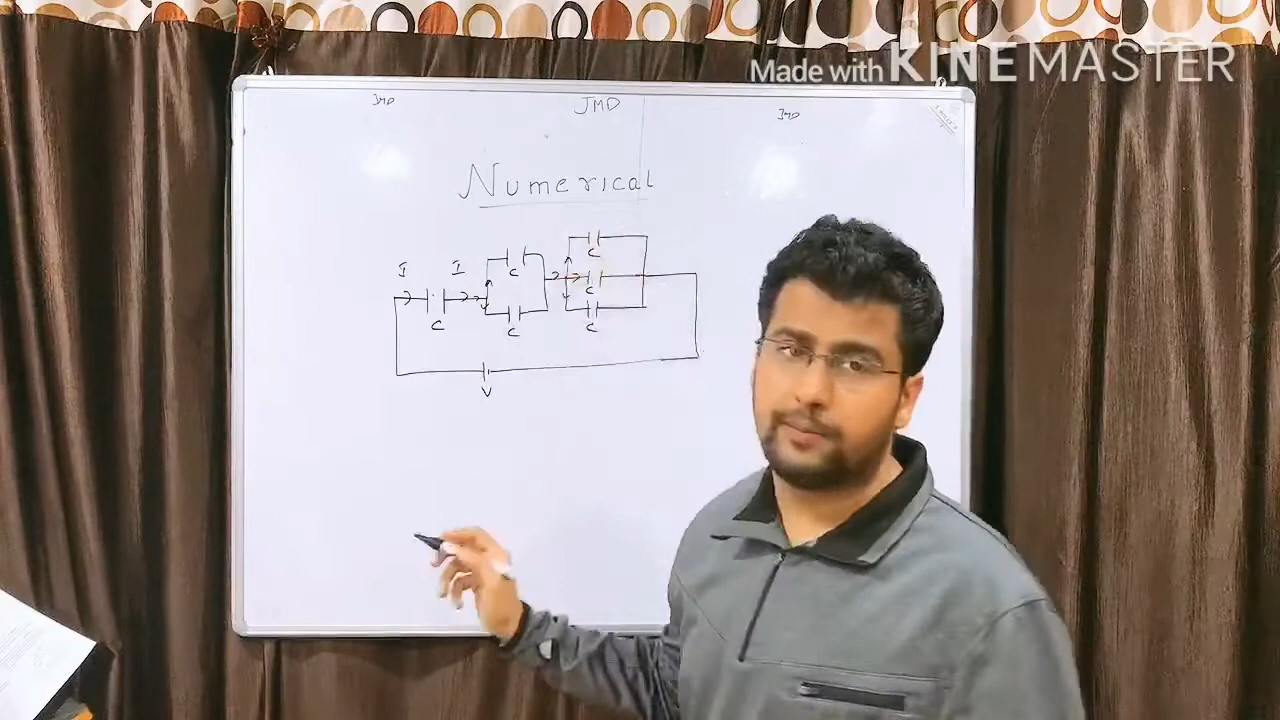 Made with KINEMASTER
JMD JMD JMD
Numerical
I I C C C
C C C
V